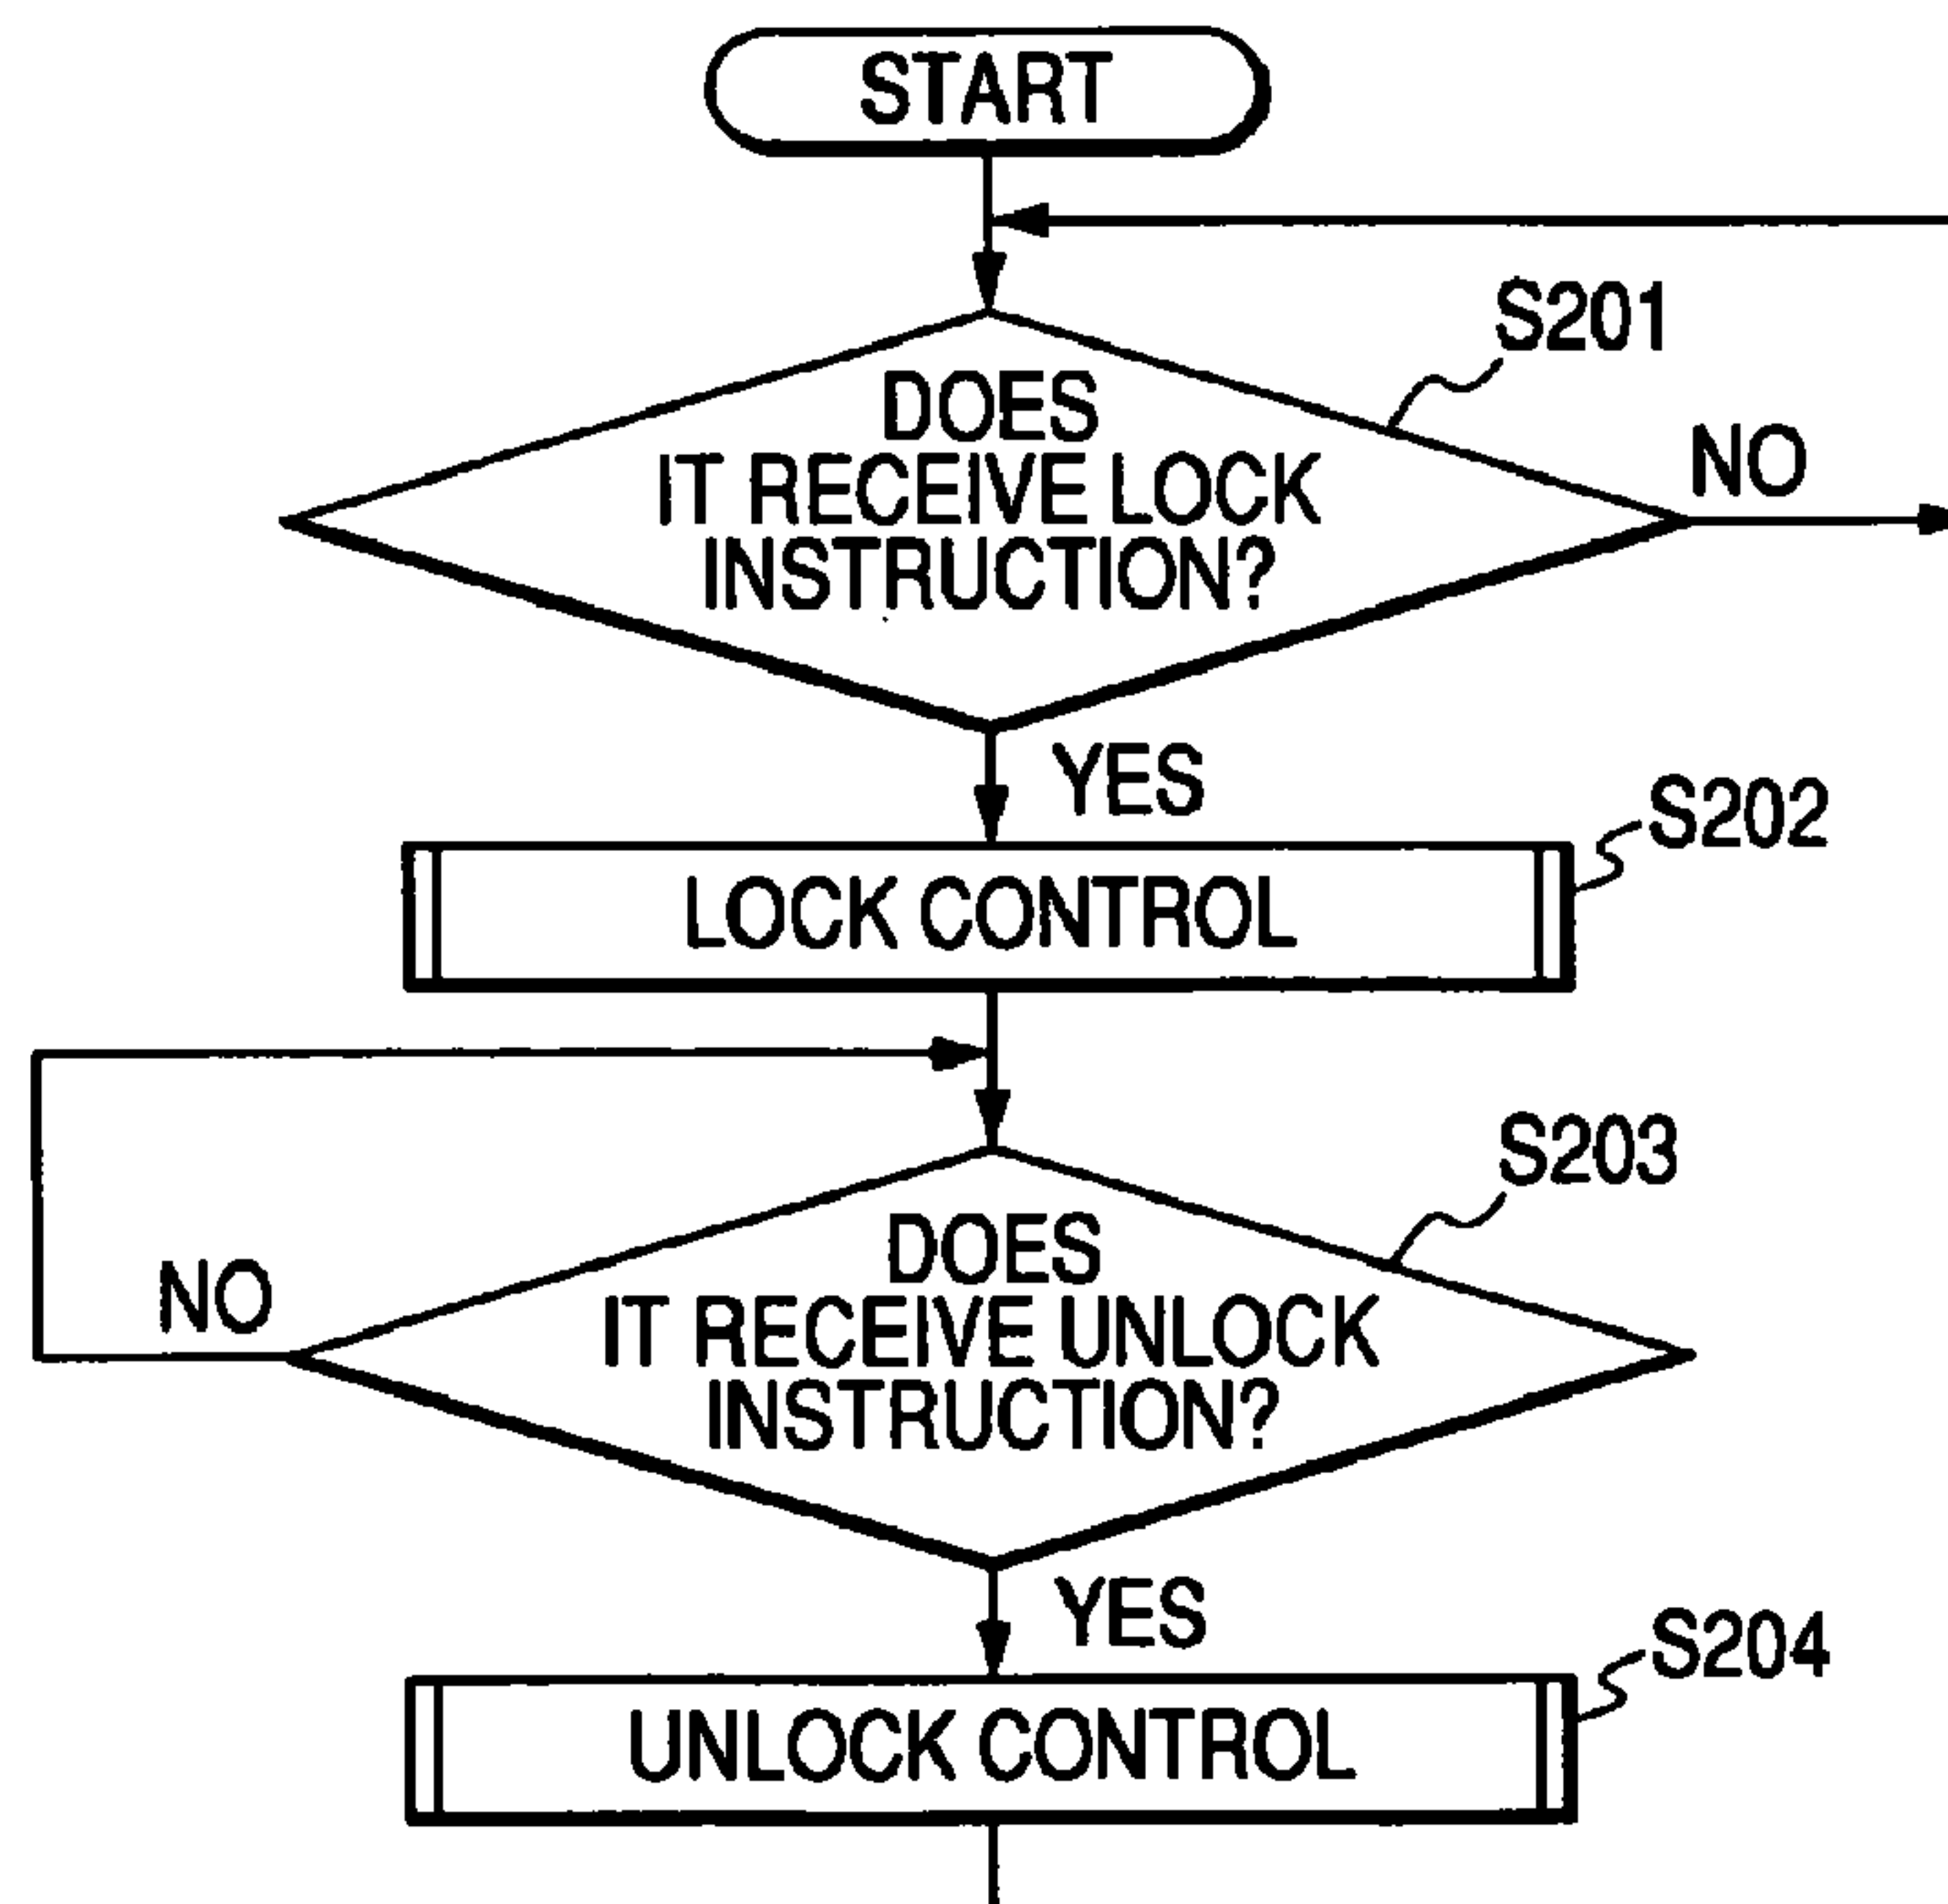 START
S201
DOES
IT RECEIVE LOCK
INSTRUCTION?
NO
YES
S202
LOCK CONTROL
S203
DOES
IT RECEIVE UNLOCK
INSTRUCTION?
NO
YES
S204
UNLOCK CONTROL